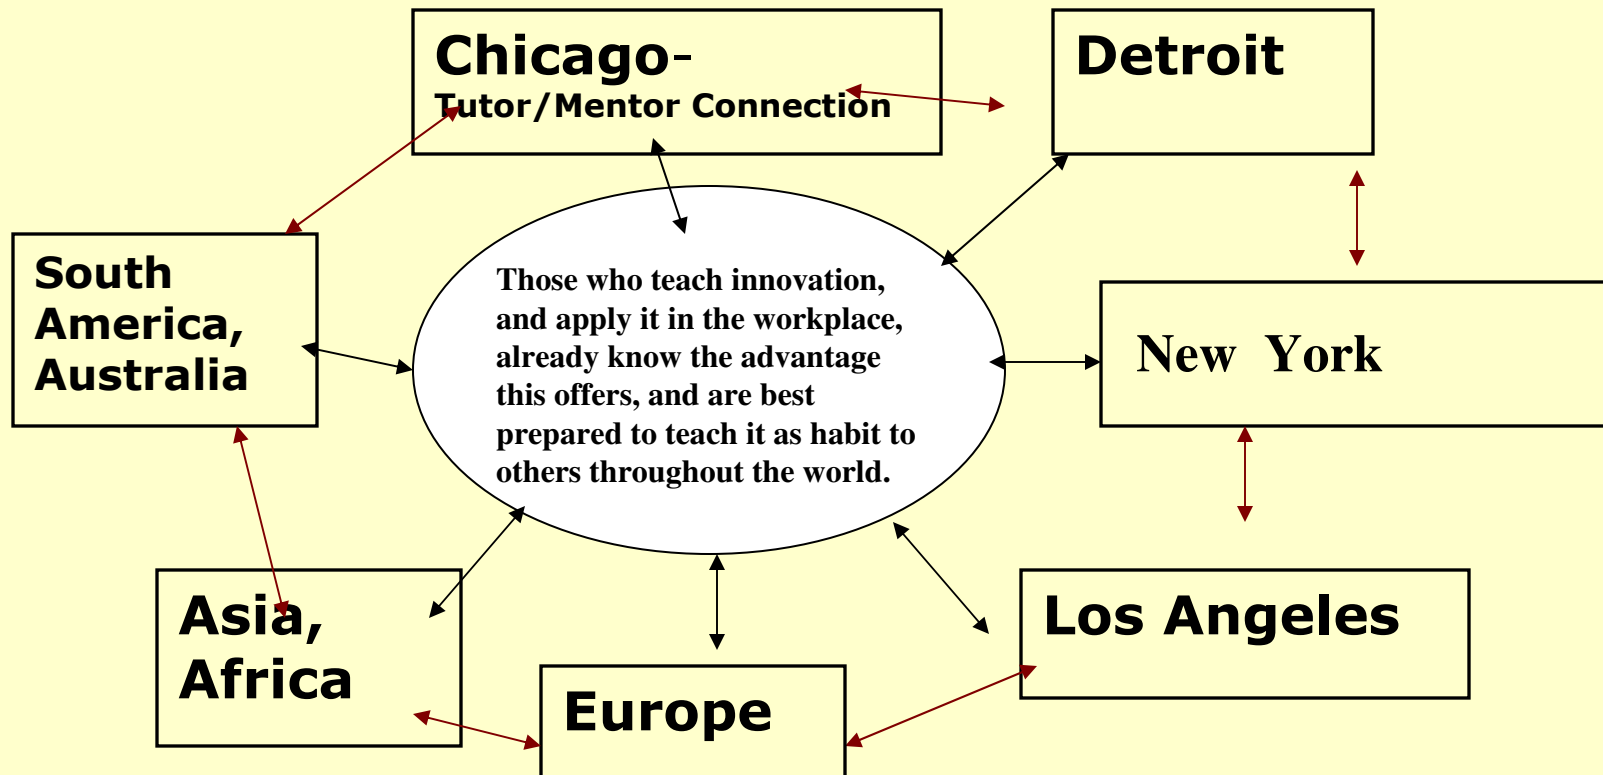 Chicago-
Tutor/Mentor Connection
Detroit
South
America,
Australia
Those who teach innovation,
and apply it in the workplace,
already know the advantage
this offers, and are best
prepared to teach it as habit to
others throughout the world.
New York
Asia,
Africa
Europe
Los Angeles